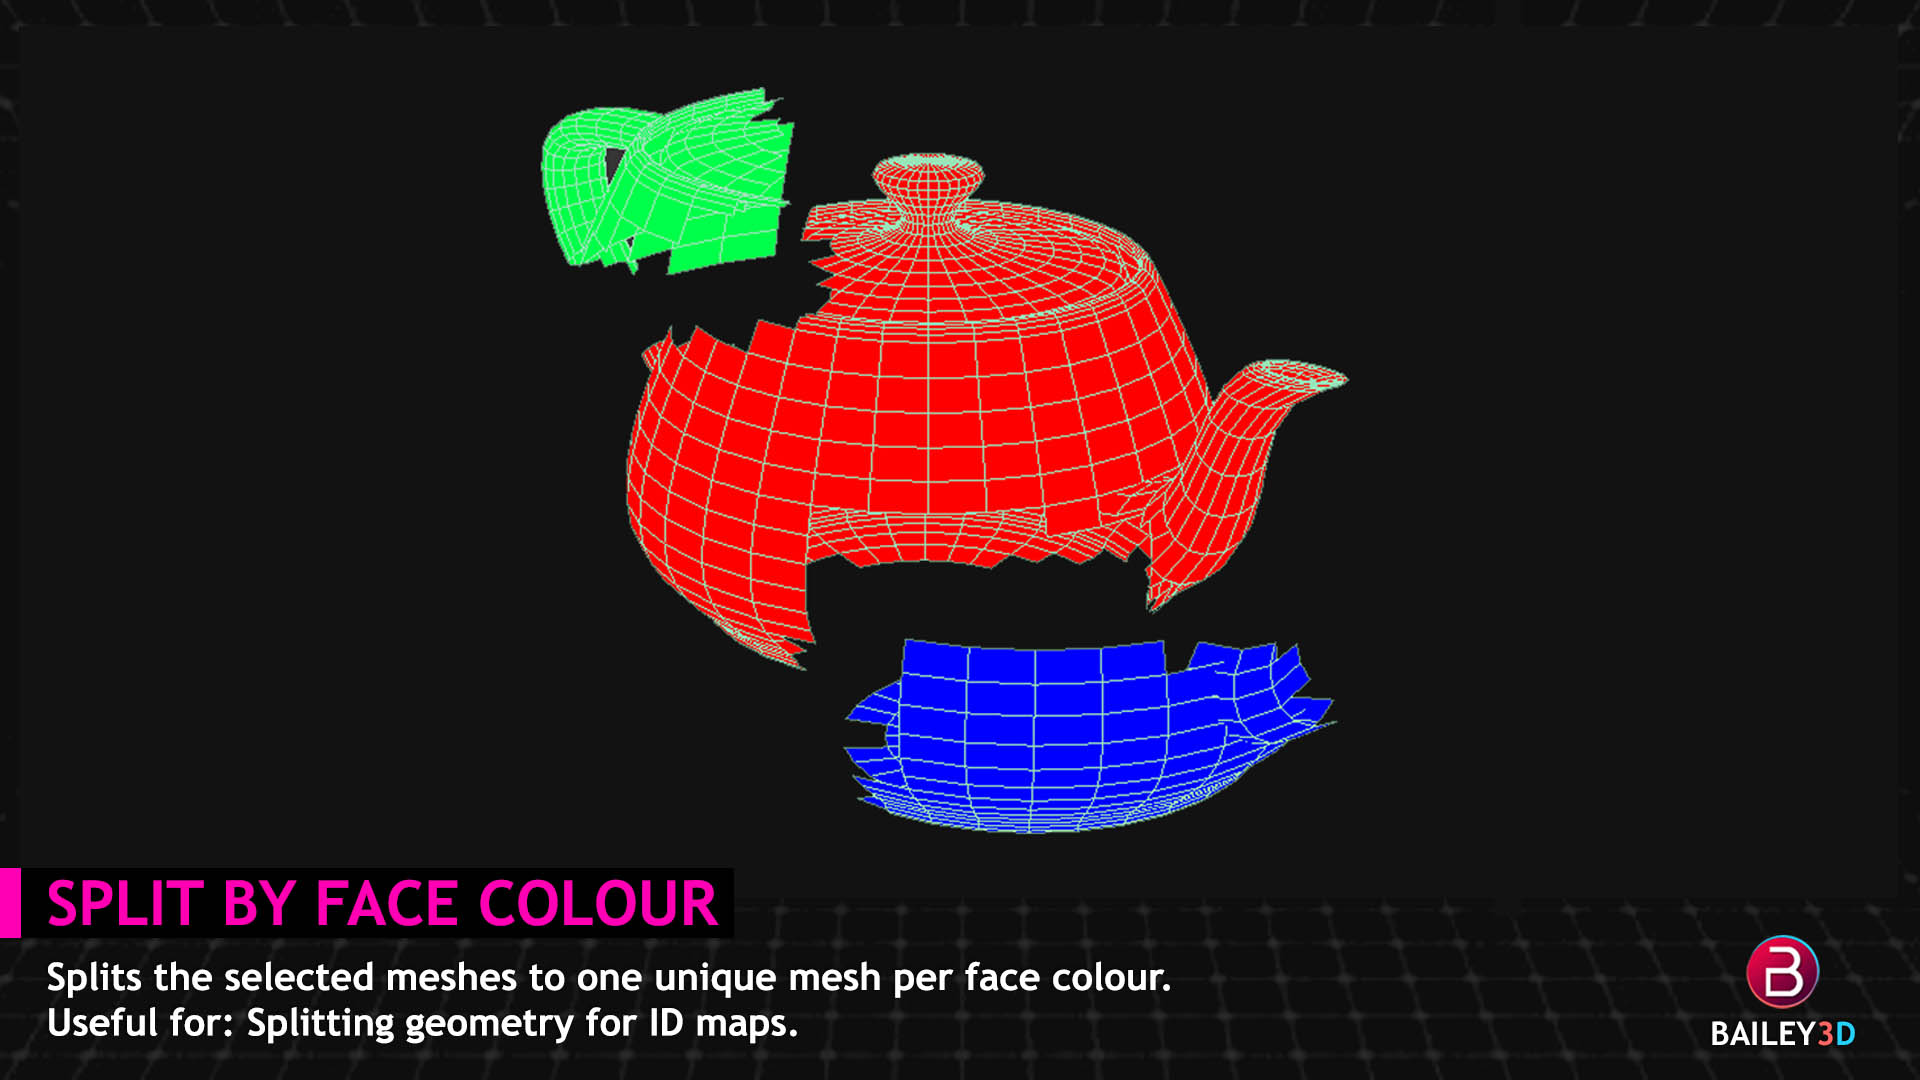 SPLIT BY FACE COLOUR
Splits the selected meshes to one unique mesh per face colour.
Useful for: Splitting geometry for ID maps.
B
BAILEY3D